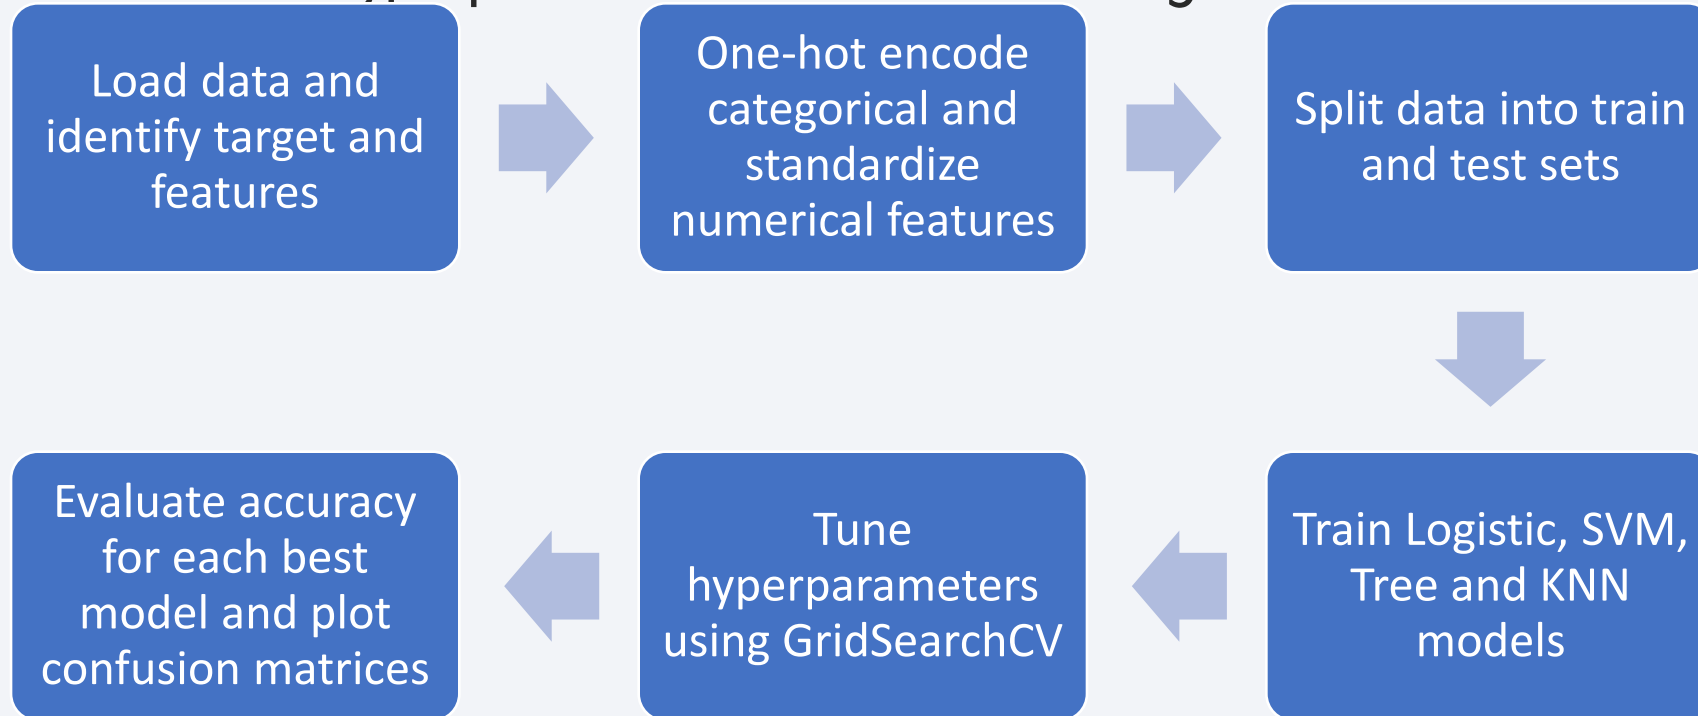 Load data and
identify target and
features
One-hot encode
categorical and
standardize
numerical features
Split data into train
and test sets
Train Logistic, SVM,
Tree and KNN
models
Tune
hyperparameters
using GridSearchCV
Evaluate accuracy
for each best
model and plot
confusion matrices